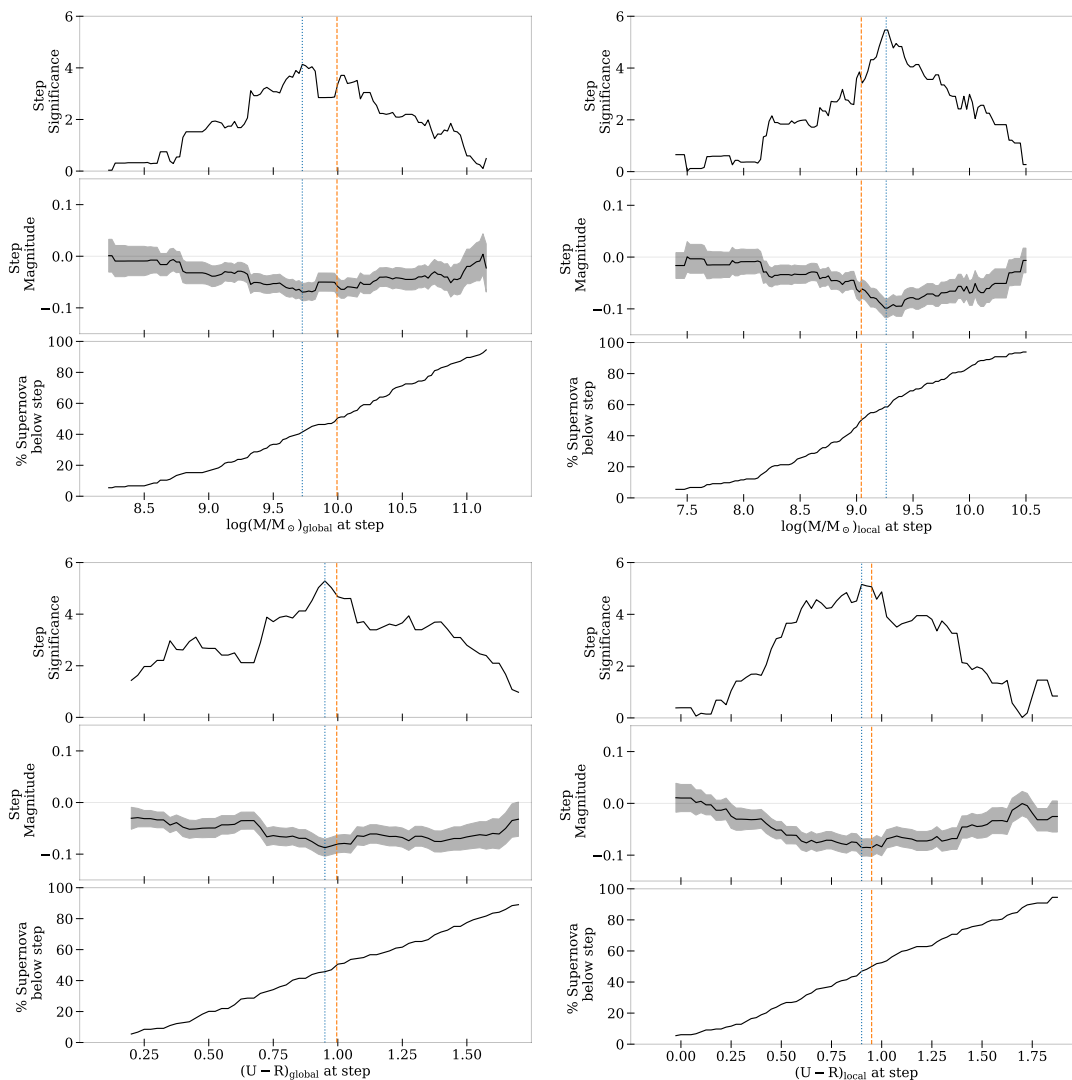 6
4
2
0
Step
Significance
0.1
0.0
−0.1
Step
Magnitude
100
80
60
40
20
0
% Supernova
below step
8.5 9.0 9.5 10.0 10.5 11.0
log(M/M⊙)global at step
6
4
2
0
Step
Significance
0.1
0.0
−0.1
Step
Magnitude
100
80
60
40
20
0
% Supernova
below step
7.5 8.0 8.5 9.0 9.5 10.0 10.5
log(M/M⊙)local at step
6
4
2
0
Step
Significance
0.1
0.0
−0.1
Step
Magnitude
100
80
60
40
20
0
% Supernova
below step
0.25 0.50 0.75 1.00 1.25 1.50
(U − R)global at step
6
4
2
0
Step
Significance
0.1
0.0
−0.1
Step
Magnitude
100
80
60
40
20
0
% Supernova
below step
0.00 0.25 0.50 0.75 1.00 1.25 1.50 1.75
(U − R)local at step